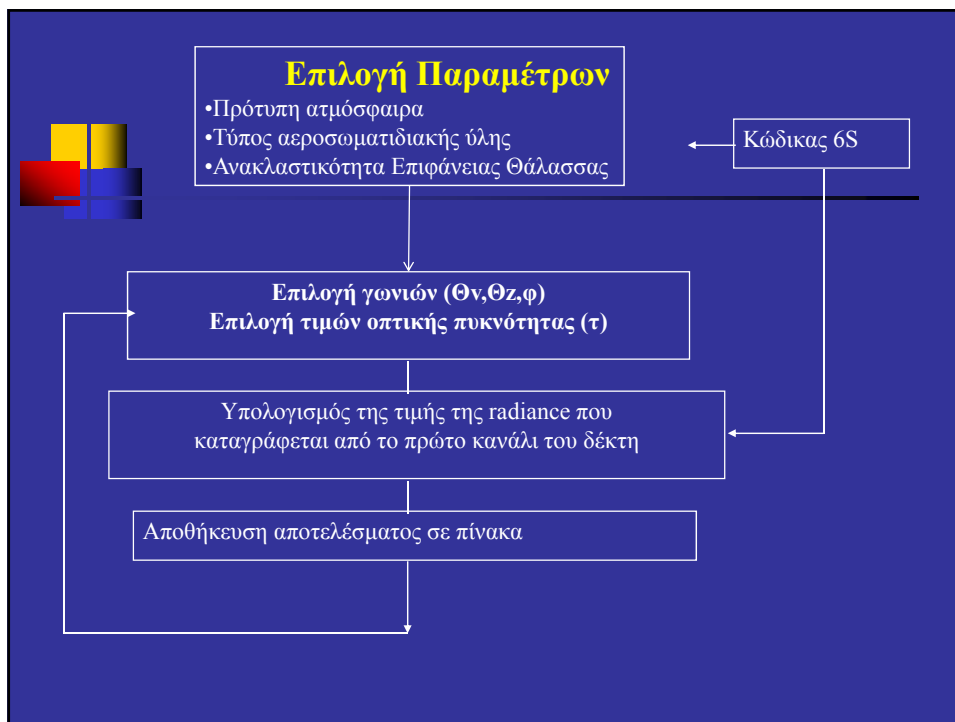 Επιλογή Παραμέτρων
•Πρότυπη ατμόσφαιρα
•Τύπος αεροσωματιδιακής ύλης
•Ανακλαστικότητα Επιφάνειας Θάλασσας
Κώδικας 6S
Επιλογή γωνιών (Θv,Θz,φ)
Επιλογή τιμών οπτικής πυκνότητας (τ)
Υπολογισμός της τιμής της radiance που
καταγράφεται από το πρώτο κανάλι του δέκτη
Αποθήκευση αποτελέσματος σε πίνακα